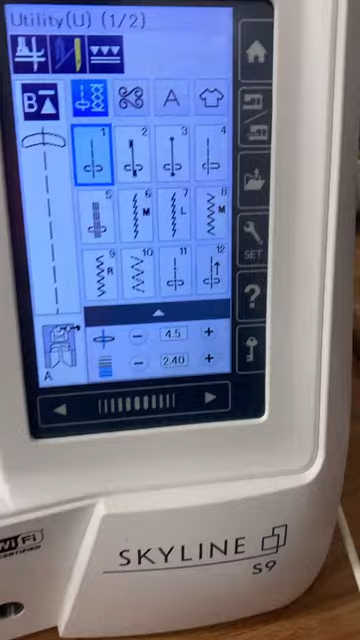 Utility(U) (1/2)
B
A
1 2 3 4
5 6 M 7 L 8 M
9 R 10 11 12
4.5
2.40
A
SET
?
WiFi
CERTIFIED
SKYLINE
S9